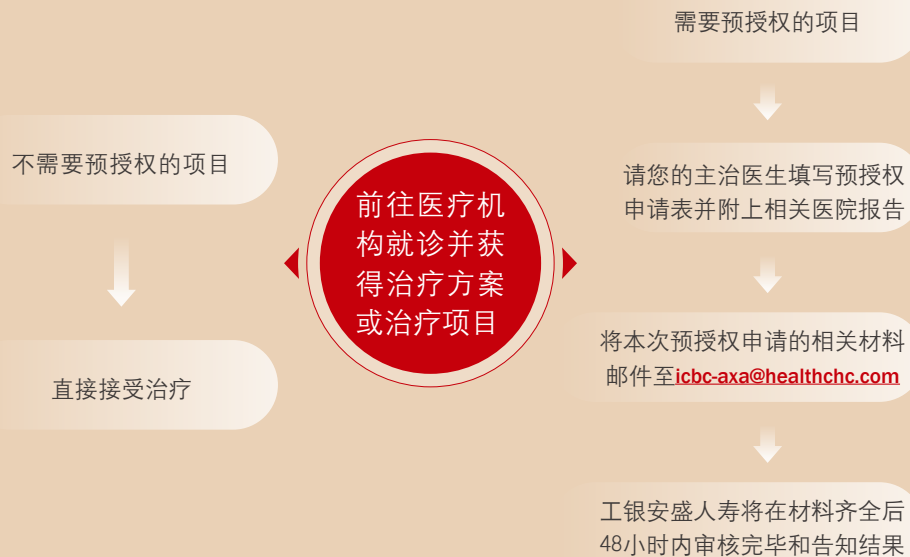 前往医疗机
构就诊并获
得治疗方案
或治疗项目
不需要预授权的项目
直接接受治疗
需要预授权的项目
请您的主治医生填写预授权
申请表并附上相关医院报告
将本次预授权申请的相关材料
邮件至icbc-axa@healthchc.com
工银安盛人寿将在材料齐全后
48小时内审核完毕和告知结果